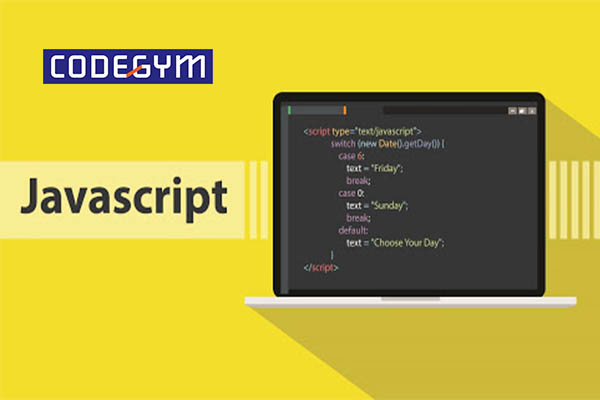 CODEGYM
Javascript
<script type="text/javascript">
switch (new Date().getDay()) {
case 6:
text = "Friday";
break;
case 0:
text = "Sunday";
break;
default:
text = "Choose Your Day";
}
</script>